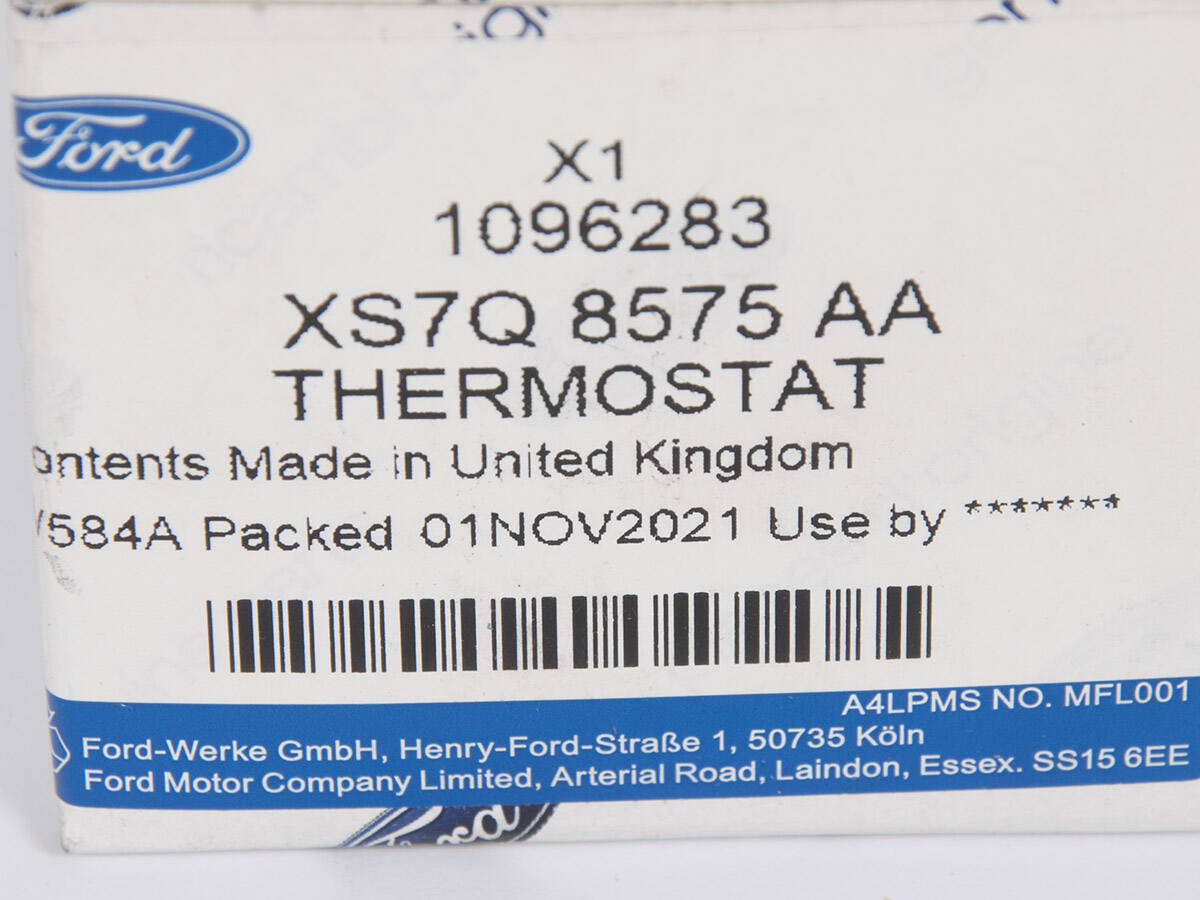 Ford
X1
1096283
XS7Q 8575 AA
THERMOSTAT
ontents Made in United Kingdom
584A Packed 01NOV2021 Use by *******
A4LPMS NO. MFL001
Ford-Werke GmbH, Henry-Ford-Straße 1, 50735 Köln
Ford Motor Company Limited, Arterial Road, Laindon, Essex. SS15 6EE
Ford